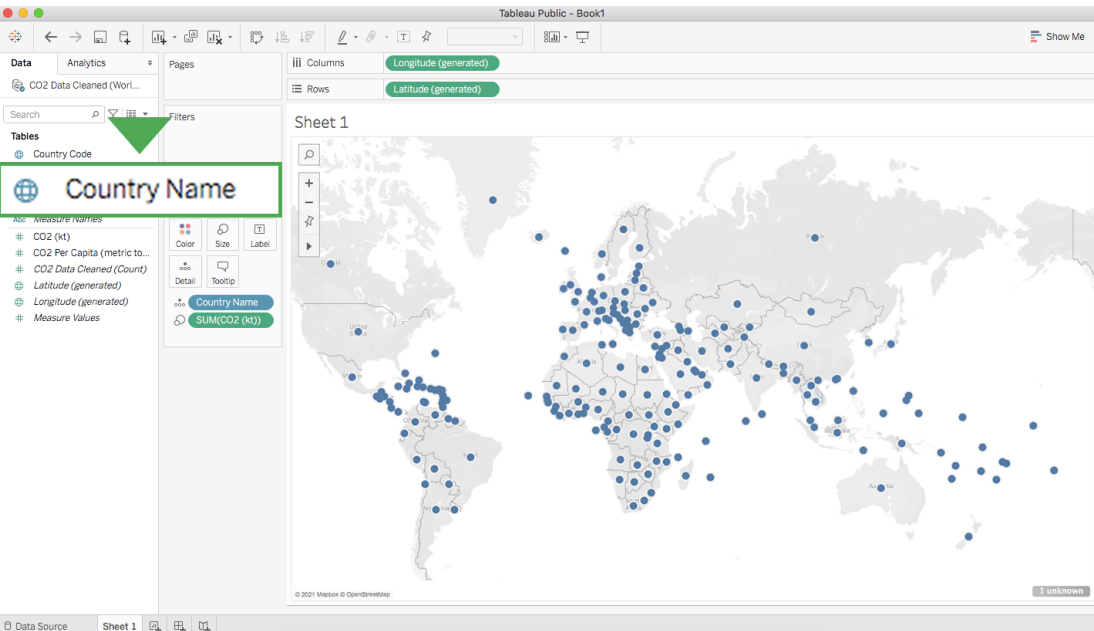 Tableau Public - Book1
Show Me
Data
Analytics
CO2 Data Cleaned (Worl...
Search
Tables
Country Code
Country Name
Abc Measure Names
CO2 (kt)
CO2 Per Capita (metric to...
CO2 Data Cleaned (Count)
Latitude (generated)
Longitude (generated)
Measure Values
Pages
Filters
Color
Size
Label
Detail
Tooltip
Country Name
SUM(CO2 (kt))
Columns
Longitude (generated)
Rows
Latitude (generated)
Sheet 1
© 2021 Mapbox © OpenStreetMap
1 unknown
Data Source
Sheet 1